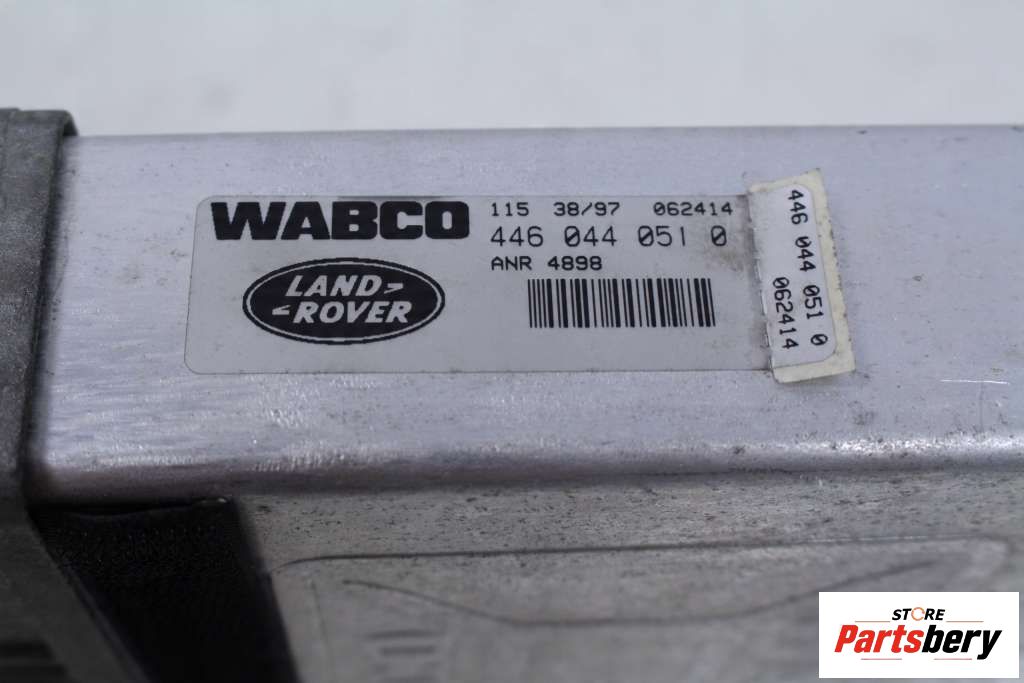 WABCO 115 38/97 062414
446 044 051 0
ANR 4898
LAND
ROVER
446 044 051 0
062414
STORE
Partsbery